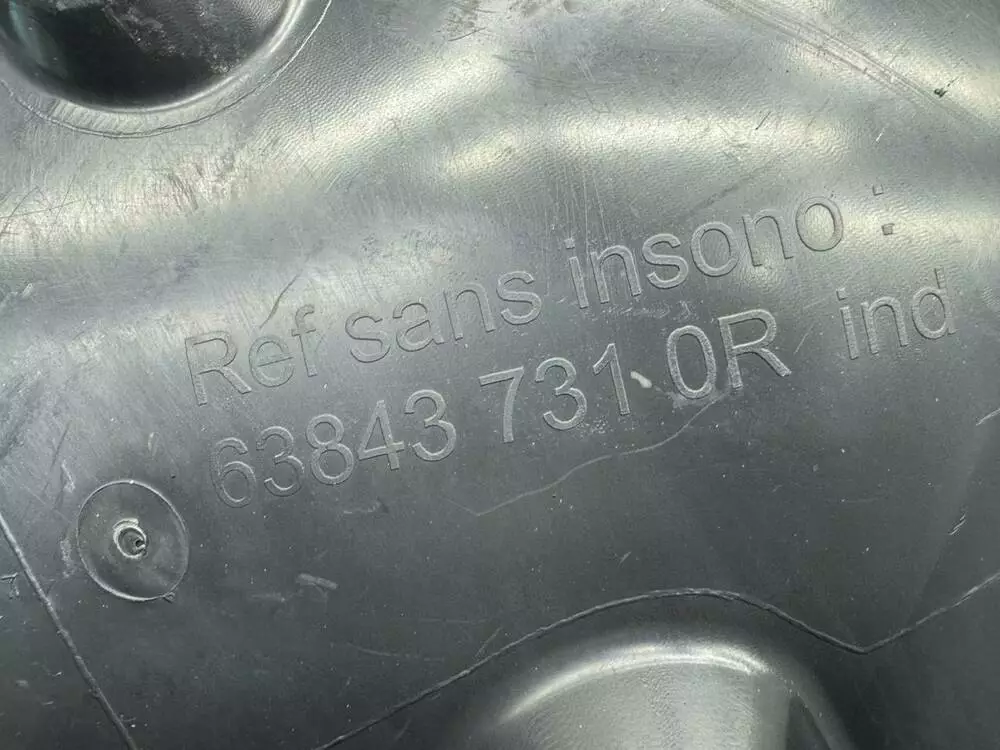 Ref sans insono :
63843 731 0R ind